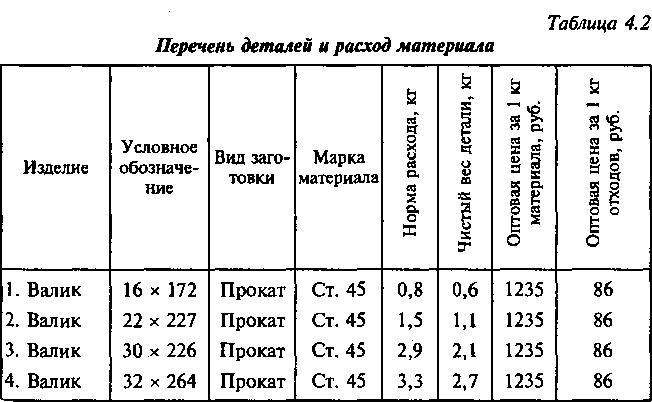 Таблица 4.2
Перечень деталей и расход материала
Изделие
Условное
обозначе-
ние
Вид заго-
товки
Марка
материала
Норма расхода, кг
Чистый вес детали, кг
Оптовая цена за 1 кг
материала, руб.
Оптовая цена за 1 кг
отходов, руб.
1. Валик 16 × 172 Прокат Ст. 45 0,8 0,6 1235 86
2. Валик 22 × 227 Прокат Ст. 45 1,5 1,1 1235 86
3. Валик 30 × 226 Прокат Ст. 45 2,9 2,1 1235 86
4. Валик 32 × 264 Прокат Ст. 45 3,3 2,7 1235 86